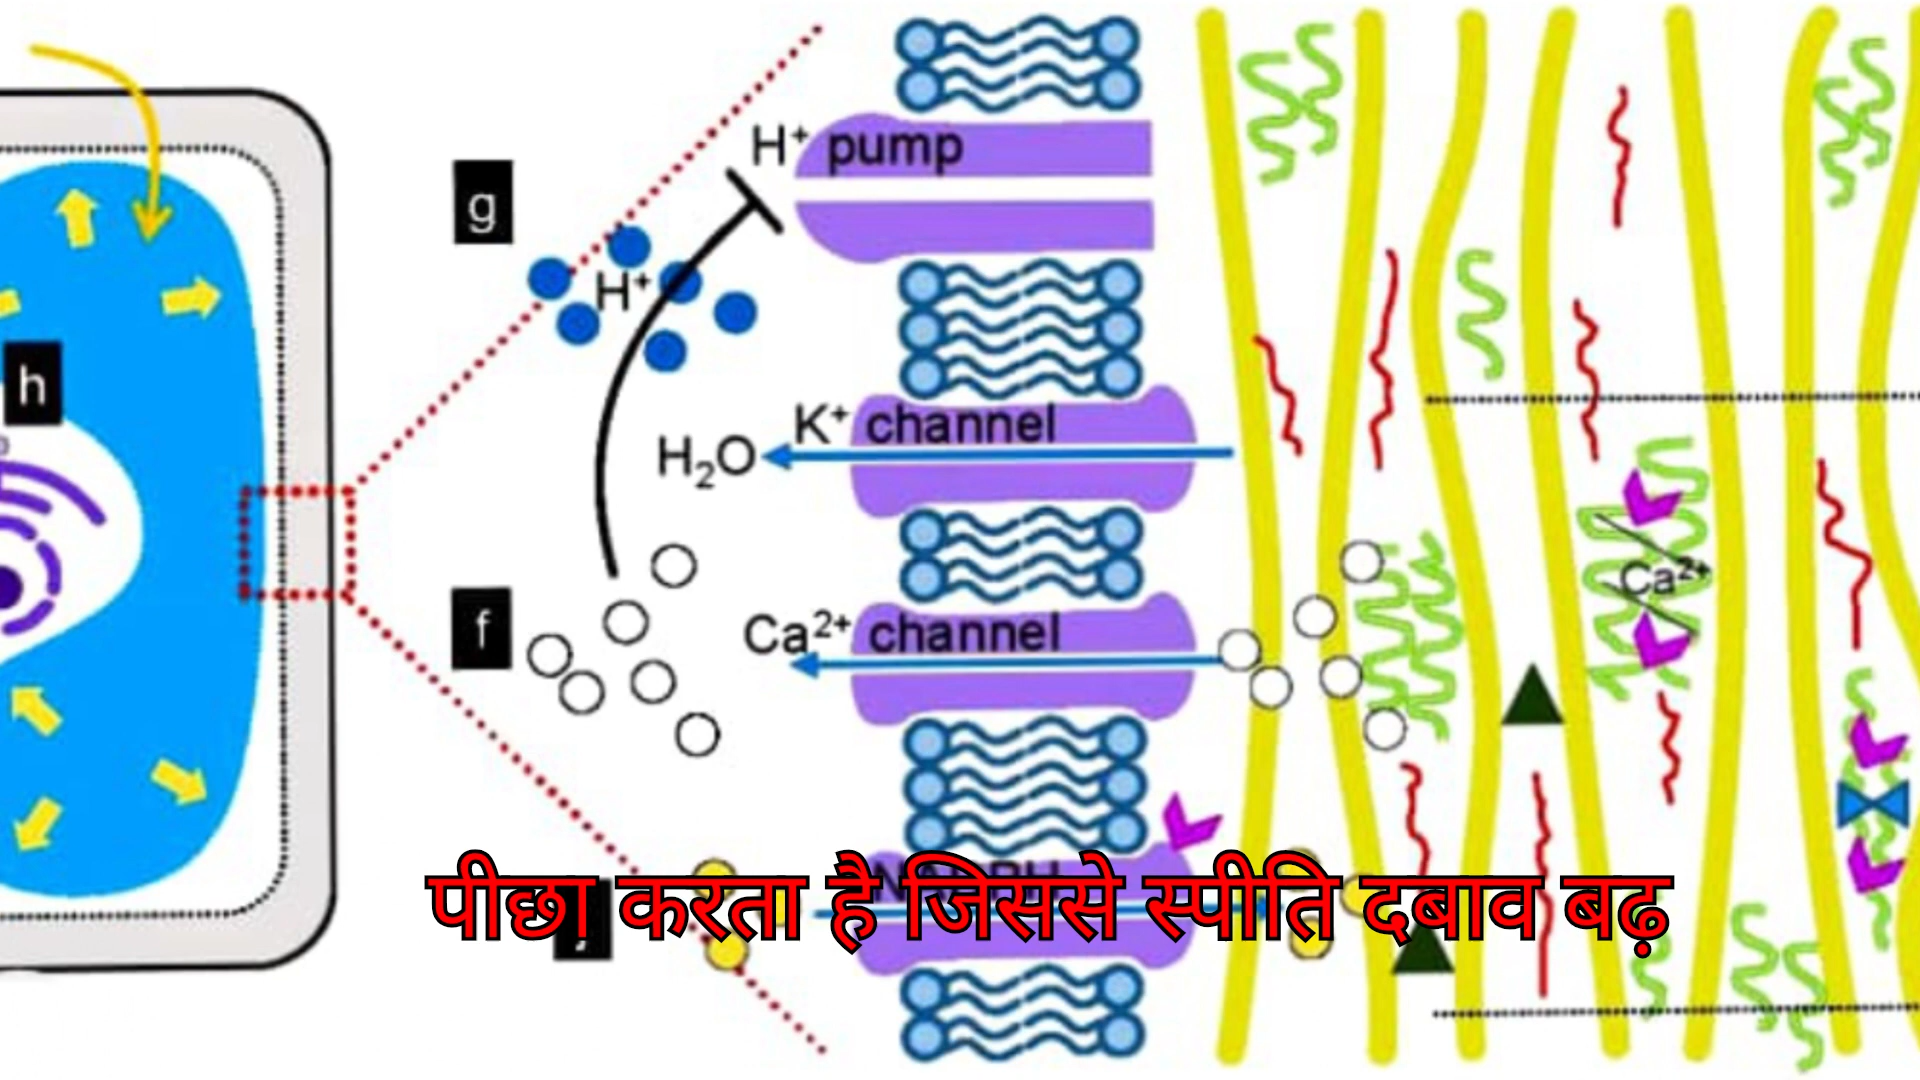 H⁺ pump
g
H⁺
h
K⁺ channel
H₂O
Ca²⁺
f
Ca²⁺ channel
पीछा करता है जिससे स्पीति दबाव बढ़